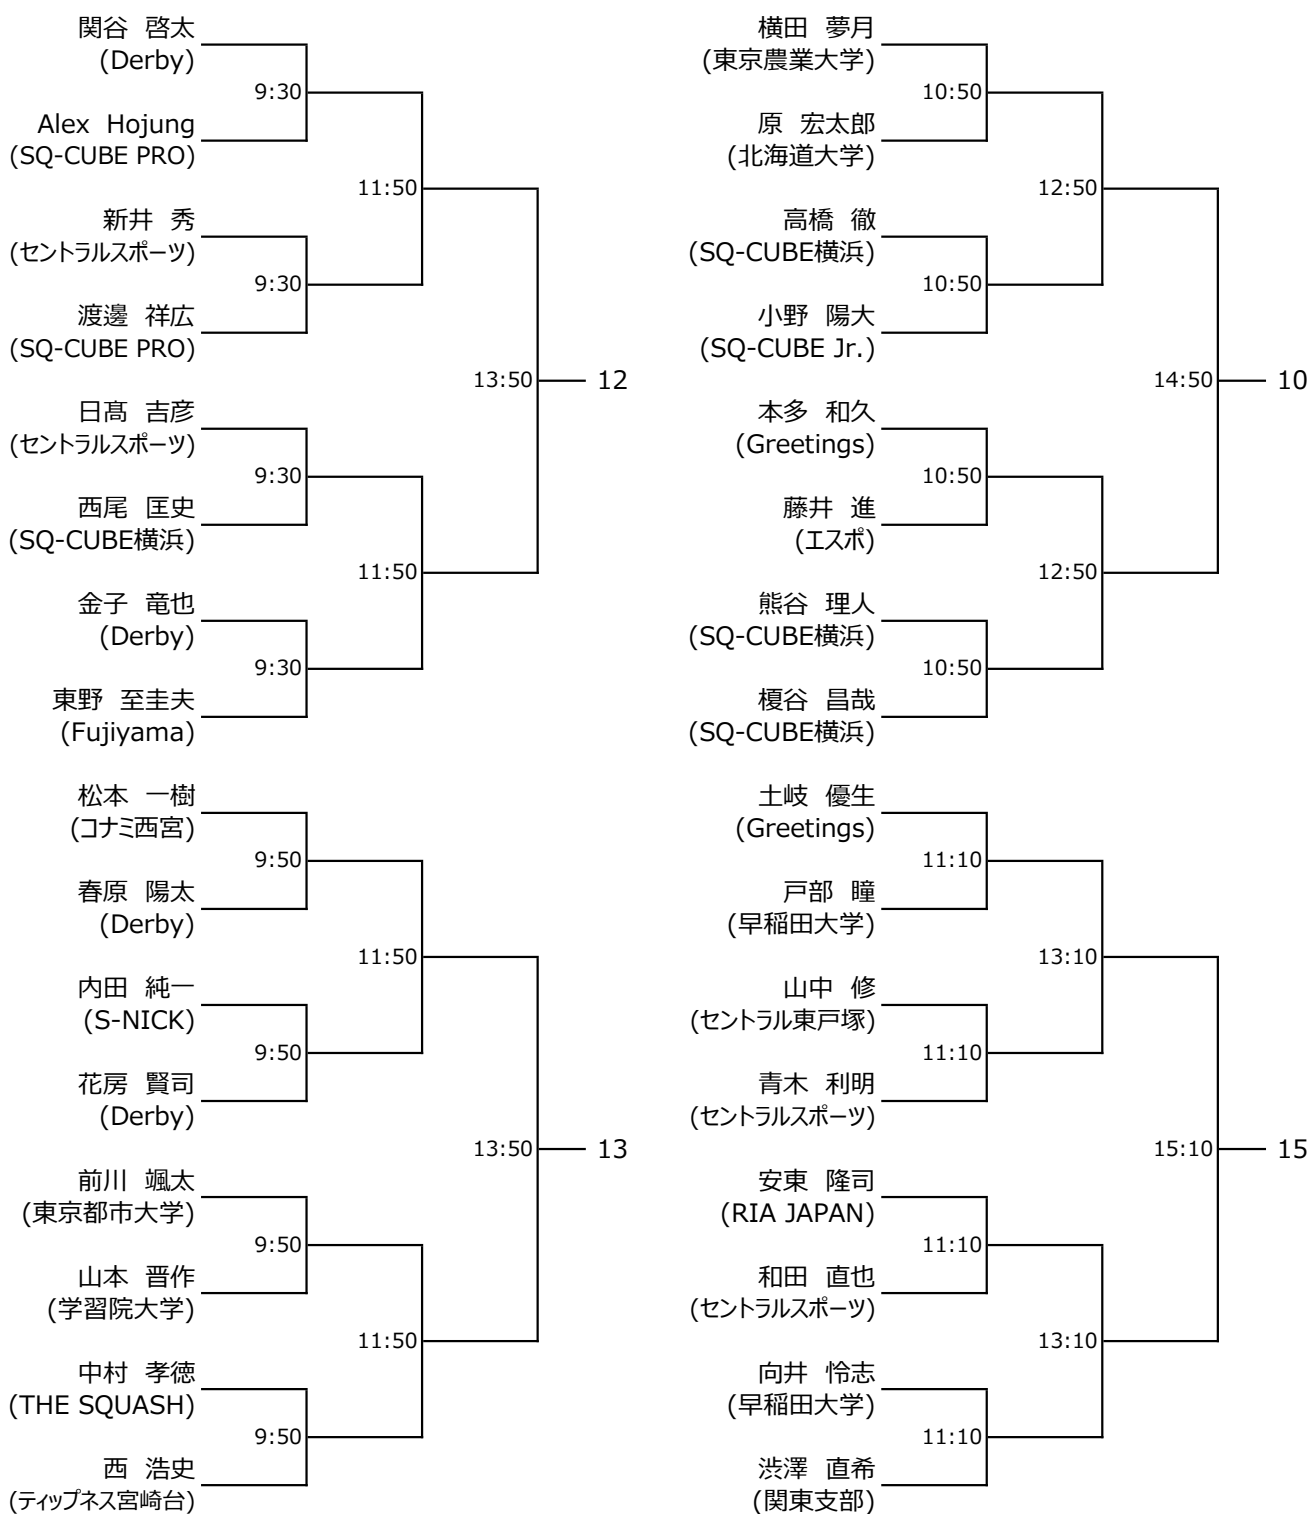 関谷 啓太
(Derby)
9:30
Alex Hojung
(SQ-CUBE PRO)
11:50
新井 秀
(セントラルスポーツ)
9:30
渡邊 祥広
(SQ-CUBE PRO)
13:50
12
日髙 吉彦
(セントラルスポーツ)
9:30
西尾 匡史
(SQ-CUBE横浜)
11:50
金子 竜也
(Derby)
9:30
東野 至圭夫
(Fujiyama)
松本 一樹
(コナミ西宮)
9:50
春原 陽太
(Derby)
11:50
内田 純一
(S-NICK)
9:50
花房 賢司
(Derby)
13:50
13
前川 颯太
(東京都市大学)
9:50
山本 晋作
(学習院大学)
11:50
中村 孝徳
(THE SQUASH)
9:50
西 浩史
(ティップネス宮崎台)
横田 夢月
(東京農業大学)
10:50
原 宏太郎
(北海道大学)
12:50
高橋 徹
(SQ-CUBE横浜)
10:50
小野 陽大
(SQ-CUBE Jr.)
14:50
10
本多 和久
(Greetings)
10:50
藤井 進
(エスポ)
12:50
熊谷 理人
(SQ-CUBE横浜)
10:50
榎谷 昌哉
(SQ-CUBE横浜)
土岐 優生
(Greetings)
11:10
戸部 瞳
(早稲田大学)
13:10
山中 修
(セントラル東戸塚)
11:10
青木 利明
(セントラルスポーツ)
15:10
15
安東 隆司
(RIA JAPAN)
11:10
和田 直也
(セントラルスポーツ)
13:10
向井 怜志
(早稲田大学)
11:10
渋澤 直希
(関東支部)